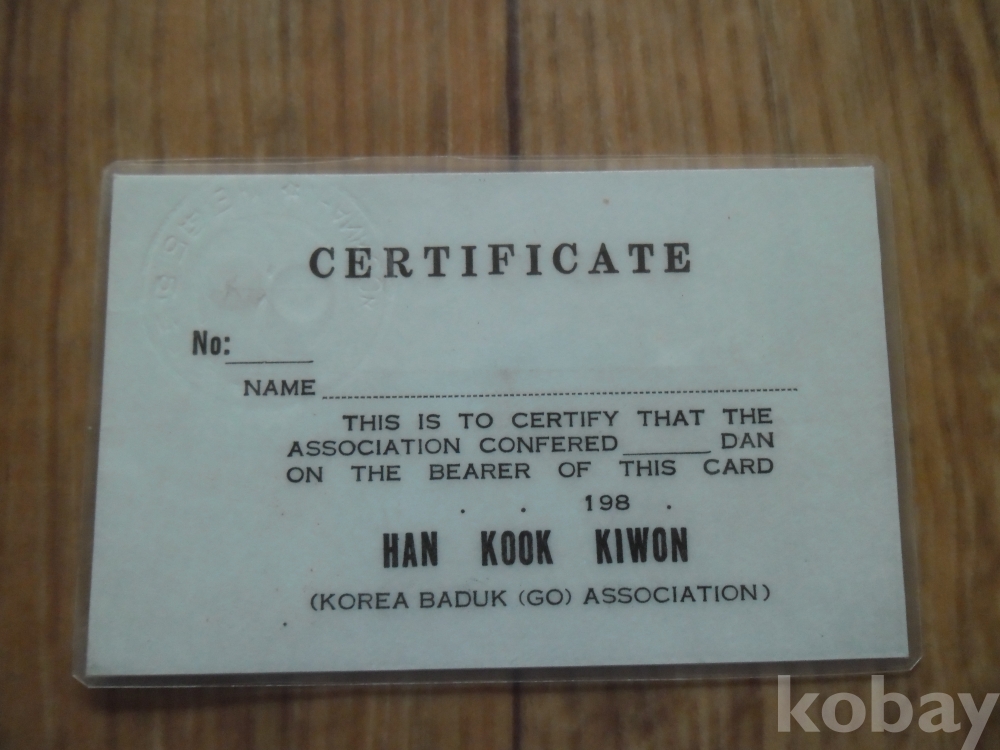 CERTIFICATE
No:
NAME
THIS IS TO CERTIFY THAT THE
ASSOCIATION CONFERED DAN
ON THE BEARER OF THIS CARD
. . 198 .
HAN KOOK KIWON
(KOREA BADUK (GO) ASSOCIATION)
kobay